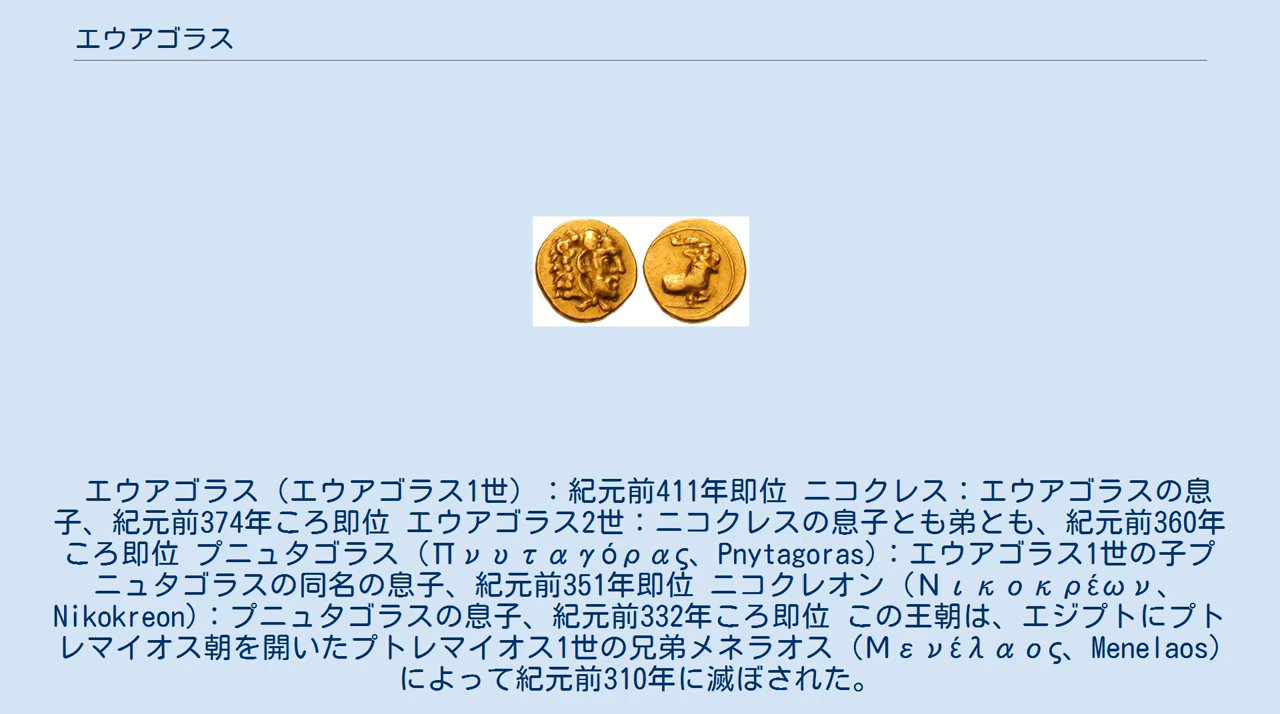 エウアゴラス
エウアゴラス（エウアゴラス1世）：紀元前411年即位 ニコクレス：エウアゴラスの息
子、紀元前374年ころ即位 エウアゴラス2世：ニコクレスの息子とも弟とも、紀元前360年
ころ即位 プニュタゴラス（Πνυταγόρας、Pnytagoras）：エウアゴラス1世の子プ
ニュタゴラスの同名の息子、紀元前351年即位 ニコクレオン（Νικοκρέων、
Nikokreon）：プニュタゴラスの息子、紀元前332年ころ即位 この王朝は、エジプトにプト
レマイオス朝を開いたプトレマイオス1世の兄弟メネラオス（Μενέλαος、Menelaos）
によって紀元前310年に滅ぼされた。